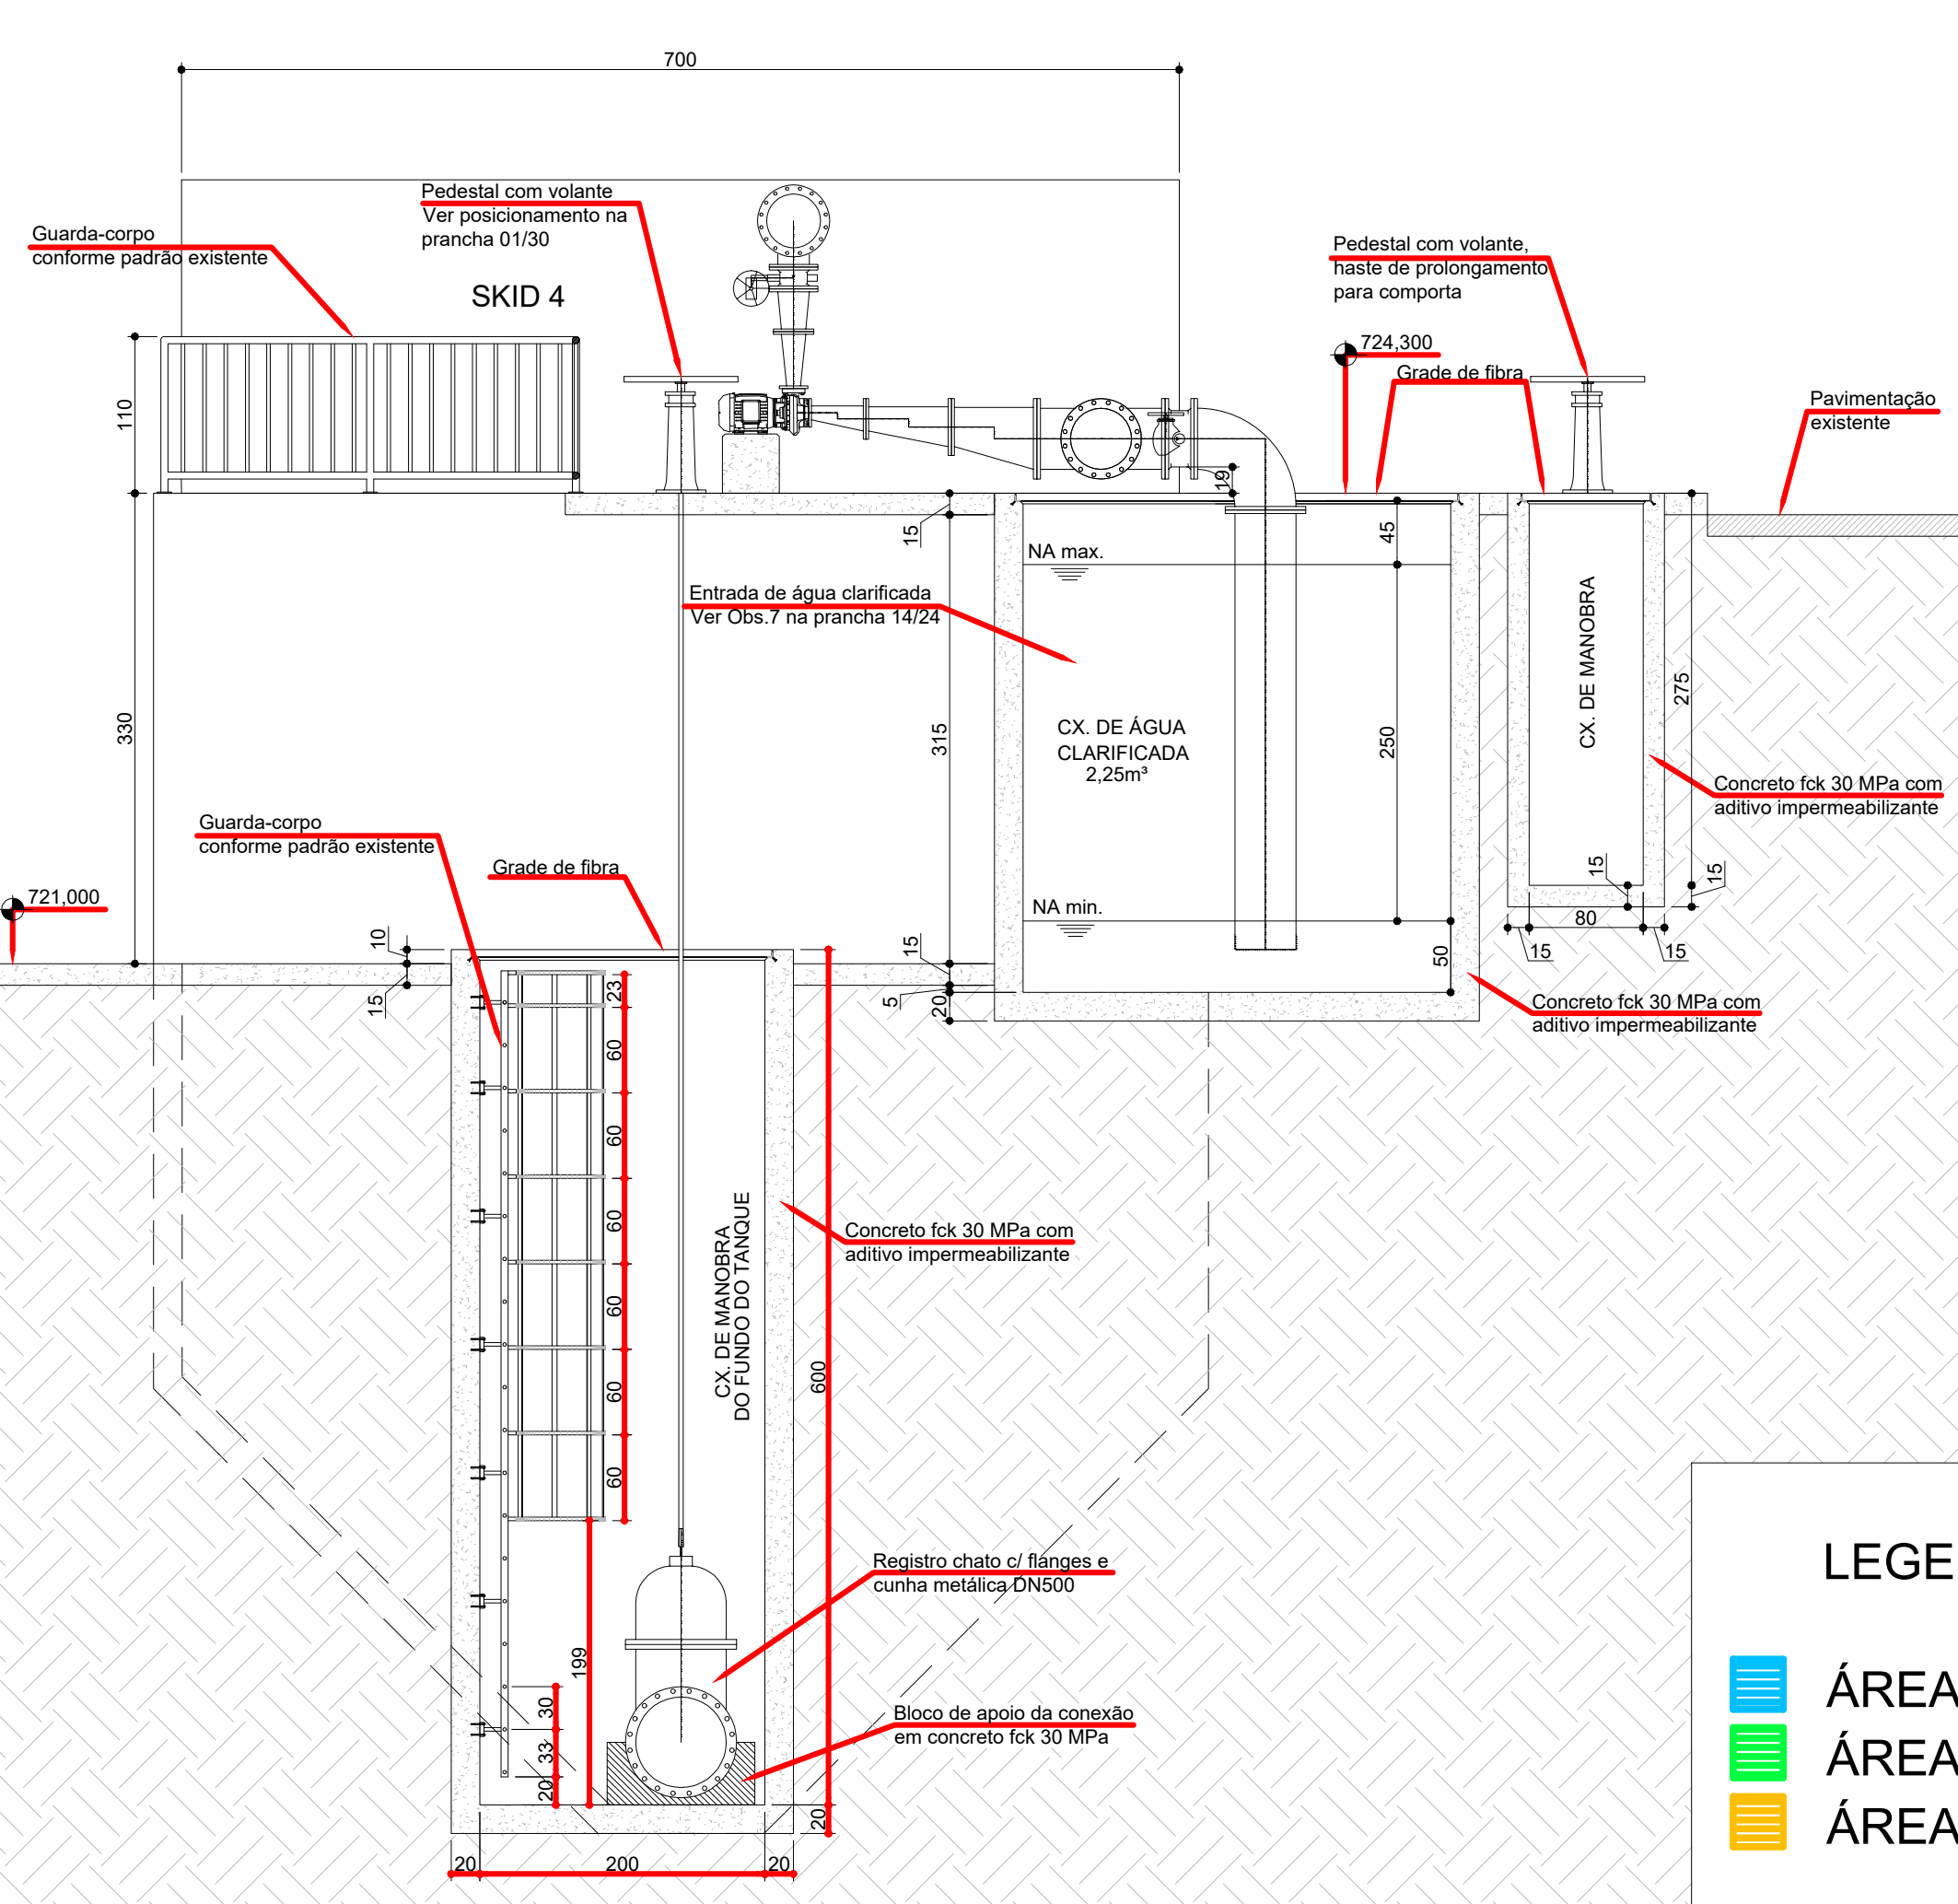 700
Pedestal com volante
Ver posicionamento na
prancha 01/30
Guarda-corpo
conforme padrão existente
SKID 4
Pedestal com volante,
haste de prolongamento
para comporta
724,300
Grade de fibra
Pavimentação
existente
110
19
15
45
NA max.
Entrada de água clarificada
Ver Obs.7 na prancha 14/24
CX. DE MANOBRA
330
315
CX. DE ÁGUA
CLARIFICADA
2,25m³
250
275
Concreto fck 30 MPa com
aditivo impermeabilizante
Guarda-corpo
conforme padrão existente
Grade de fibra
721,000
15
15
NA min.
80
15
15
10
15
15
5
20
50
Concreto fck 30 MPa com
aditivo impermeabilizante
23
60
60
60
60
60
60
CX. DE MANOBRA
DO FUNDO DO TANQUE
Concreto fck 30 MPa com
aditivo impermeabilizante
600
Registro chato c/ flanges e
cunha metálica DN500
199
30
33
20
Bloco de apoio da conexão
em concreto fck 30 MPa
20
20
200
20
LEGE
ÁREA
ÁREA
ÁREA